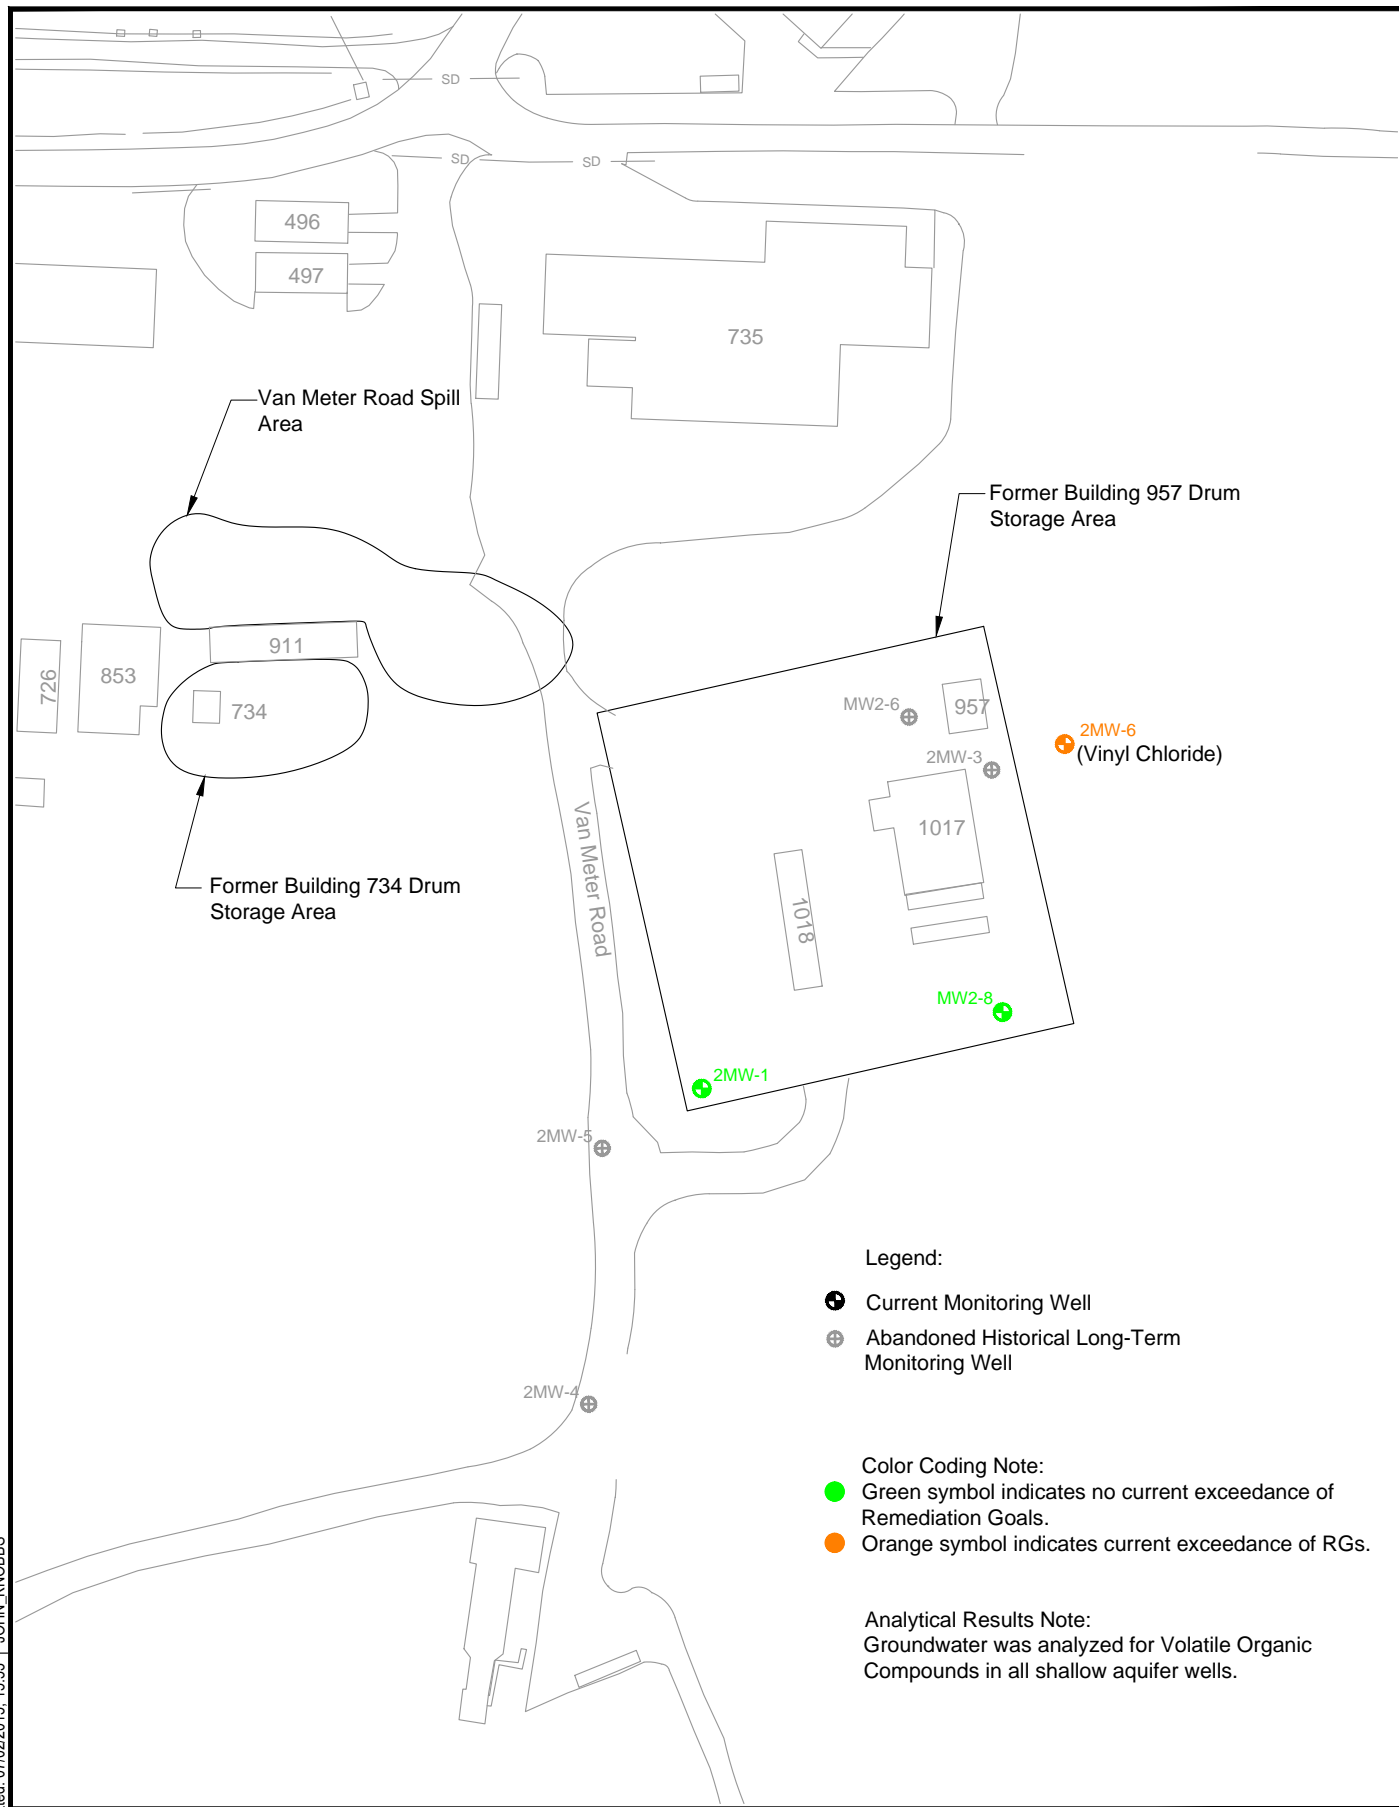 SD
SD
SD
496
497
735
Van Meter Road Spill
Area
Former Building 957 Drum
Storage Area
911
853
726
734
MW2-6
957
2MW-6
(Vinyl Chloride)
2MW-3
1017
Van Meter Road
1018
Former Building 734 Drum
Storage Area
MW2-8
2MW-1
2MW-5
Legend:
Current Monitoring Well
Abandoned Historical Long-Term
Monitoring Well
2MW-4
Color Coding Note:
Green symbol indicates no current exceedance of
Remediation Goals.
Orange symbol indicates current exceedance of RGs.
Analytical Results Note:
Groundwater was analyzed for Volatile Organic
Compounds in all shallow aquifer wells.